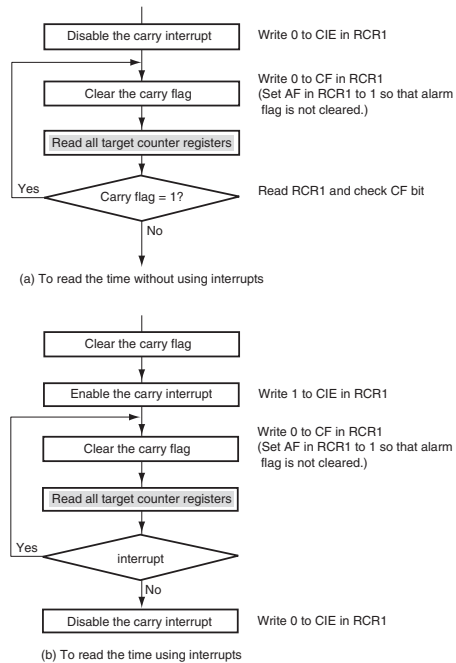 Disable the carry interrupt
Write 0 to CIE in RCR1
Clear the carry flag
Write 0 to CF in RCR1
(Set AF in RCR1 to 1 so that alarm
flag is not cleared.)
Read all target counter registers
Yes
Carry flag = 1?
Read RCR1 and check CF bit
No
(a) To read the time without using interrupts
Clear the carry flag
Enable the carry interrupt
Write 1 to CIE in RCR1
Clear the carry flag
Write 0 to CF in RCR1
(Set AF in RCR1 to 1 so that alarm
flag is not cleared.)
Read all target counter registers
Yes
interrupt
No
Disable the carry interrupt
Write 0 to CIE in RCR1
(b) To read the time using interrupts